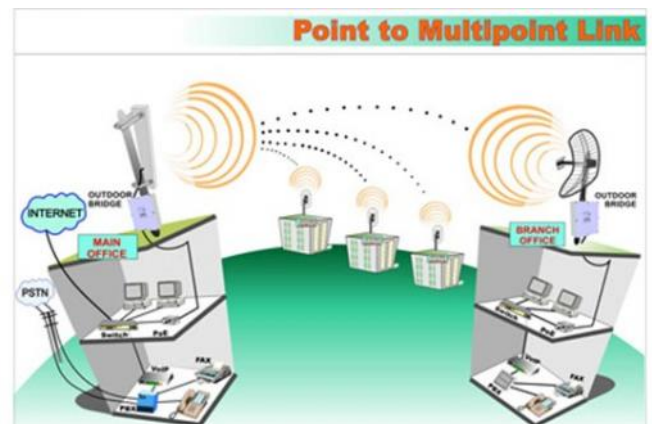 Point to Multipoint Link
OUTDOOR
BRIDGE
INTERNET
MAIN
OFFICE
PSTN
Switch
PoE
VoIP
FAX
PBX
OUTDOOR
BRIDGE
BRANCH
OFFICE
Switch
PoE
VoIP
FAX
PBX